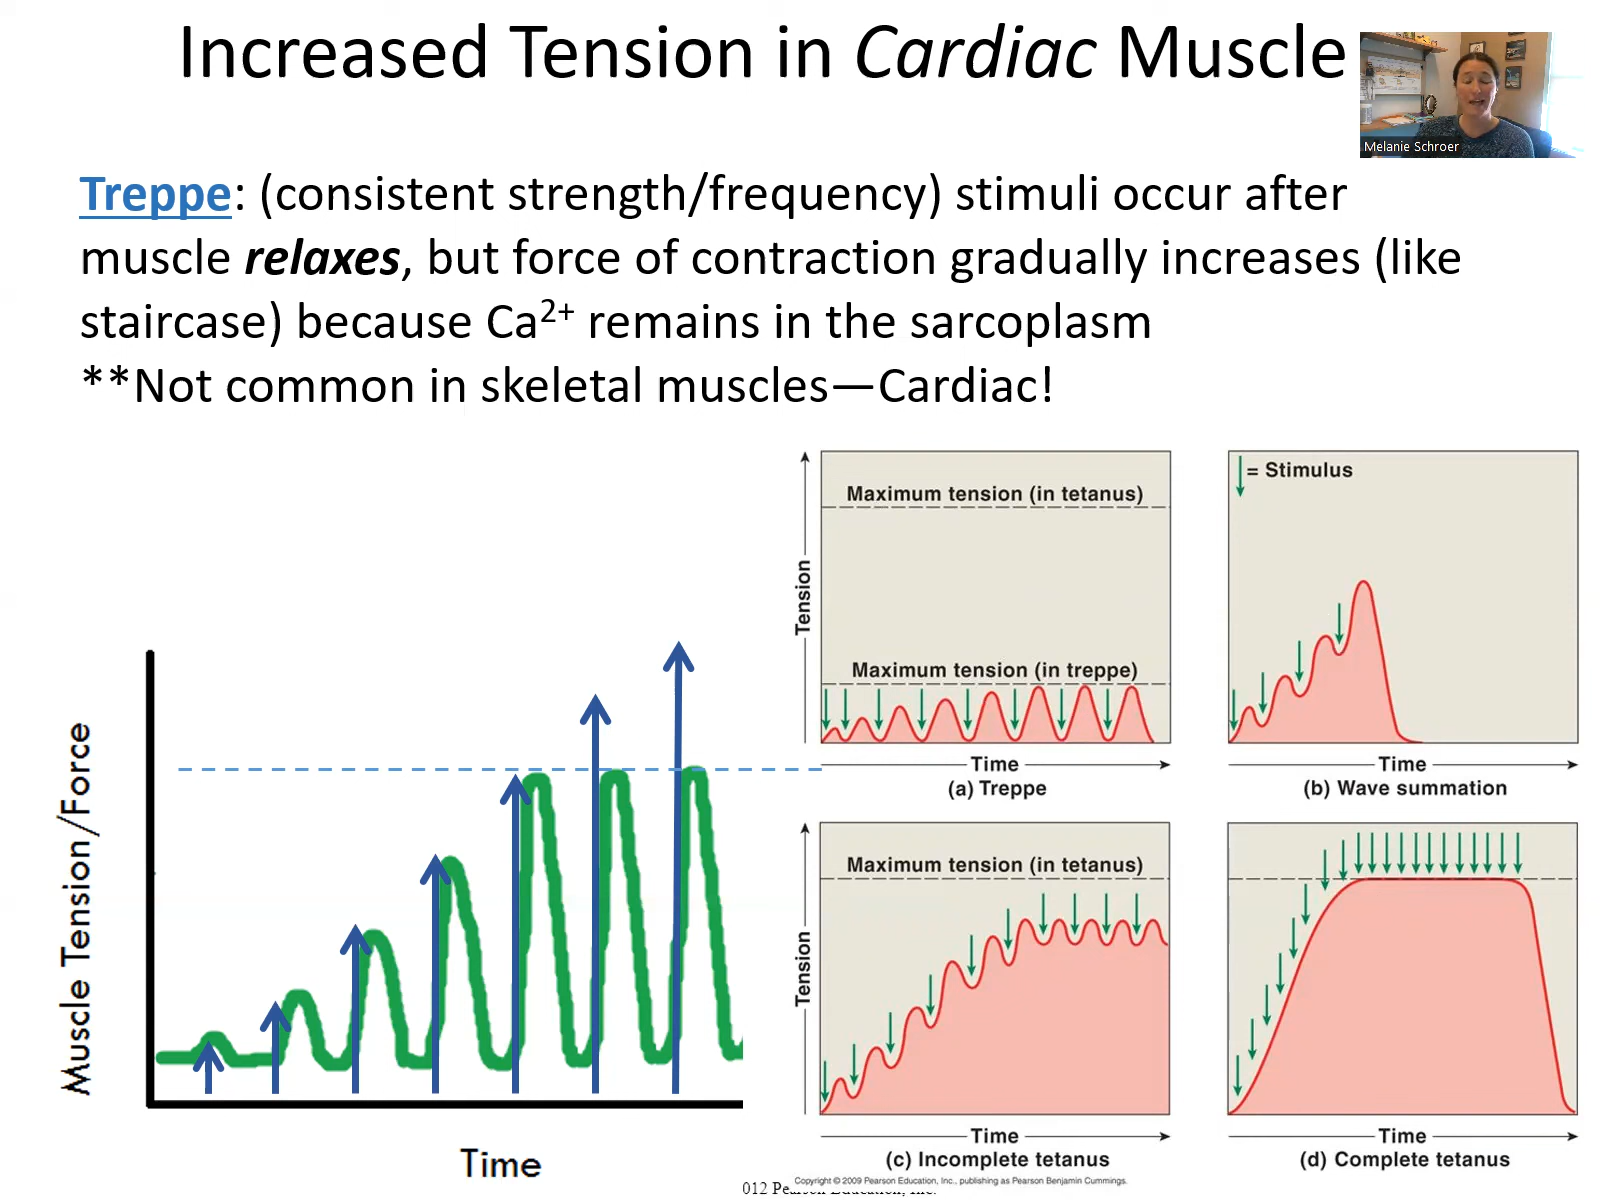 Increased Tension in Cardiac Muscle
Melanie Schroer
Treppe: (consistent strength/frequency) stimuli occur after
muscle relaxes, but force of contraction gradually increases (like
staircase) because Ca2+ remains in the sarcoplasm
**Not common in skeletal muscles—Cardiac!
Muscle Tension/Force
Time
Tension
Maximum tension (in tetanus)
Maximum tension (in treppe)
Time
(a) Treppe
= Stimulus
Time
(b) Wave summation
Tension
Maximum tension (in tetanus)
Time
(c) Incomplete tetanus
Time
(d) Complete tetanus
Copyright © 2009 Pearson Education, Inc., publishing as Pearson Benjamin Cummings.
012 Pearson Education, Inc.